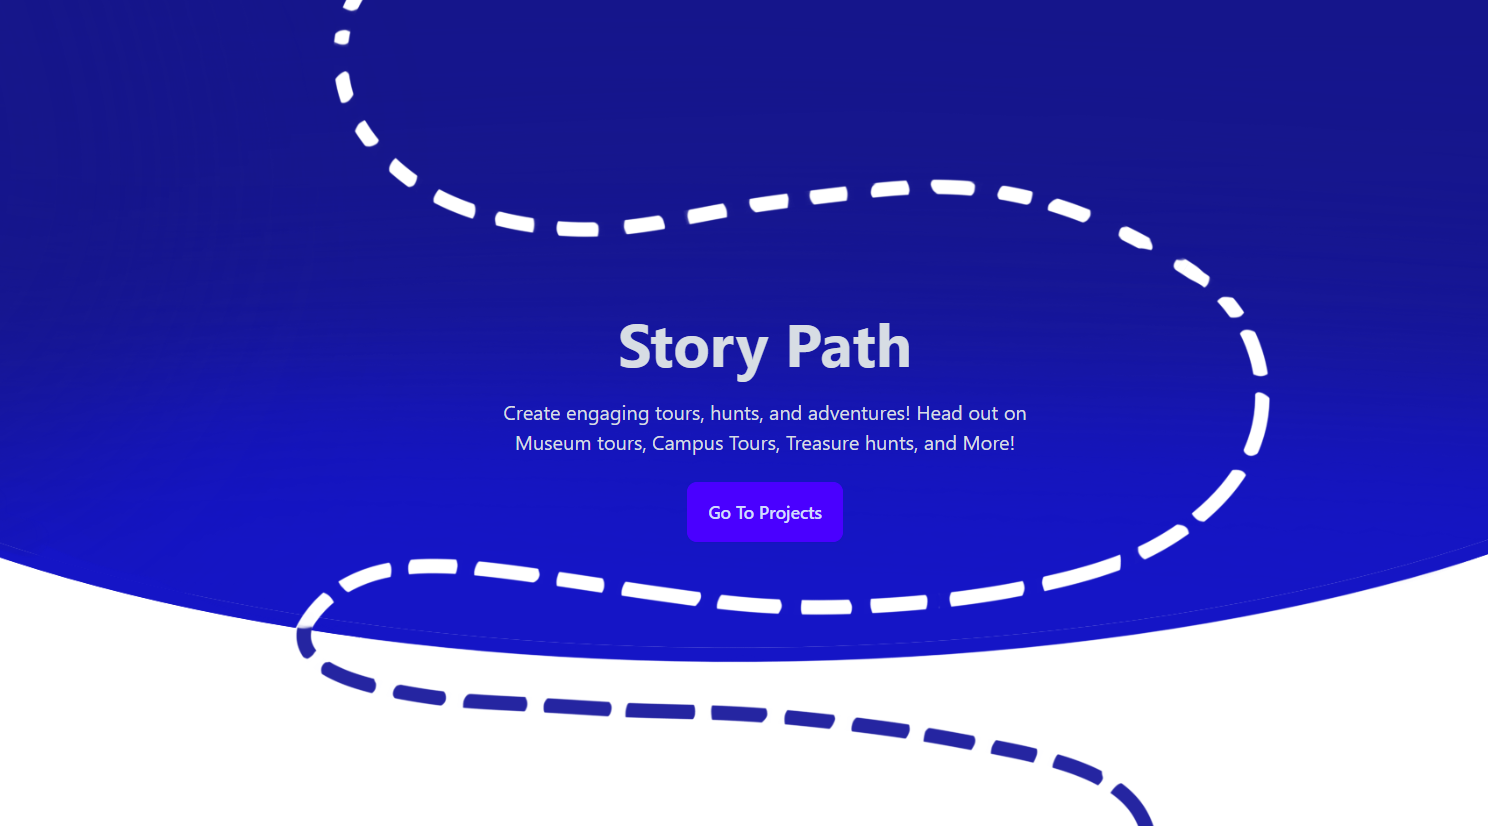 Story Path
Create engaging tours, hunts, and adventures! Head out on
Museum tours, Campus Tours, Treasure hunts, and More!
Go To Projects